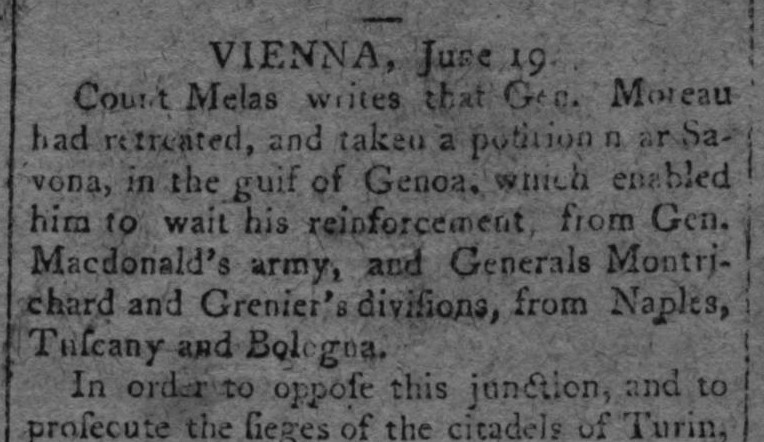 VIENNA, June 19.
Count Melas writes that Gen. Moreau
had retreated, and taken a poſition near Sa-
vona, in the gulf of Genoa, which enabled
him to wait his reinforcement, from Gen.
Macdonald's army, and Generals Montri-
chard and Grenier's diviſions, from Naples,
Tuſcany and Bologna.
In order to oppoſe this junction, and to
proſecute the ſieges of the citadels of Turin,